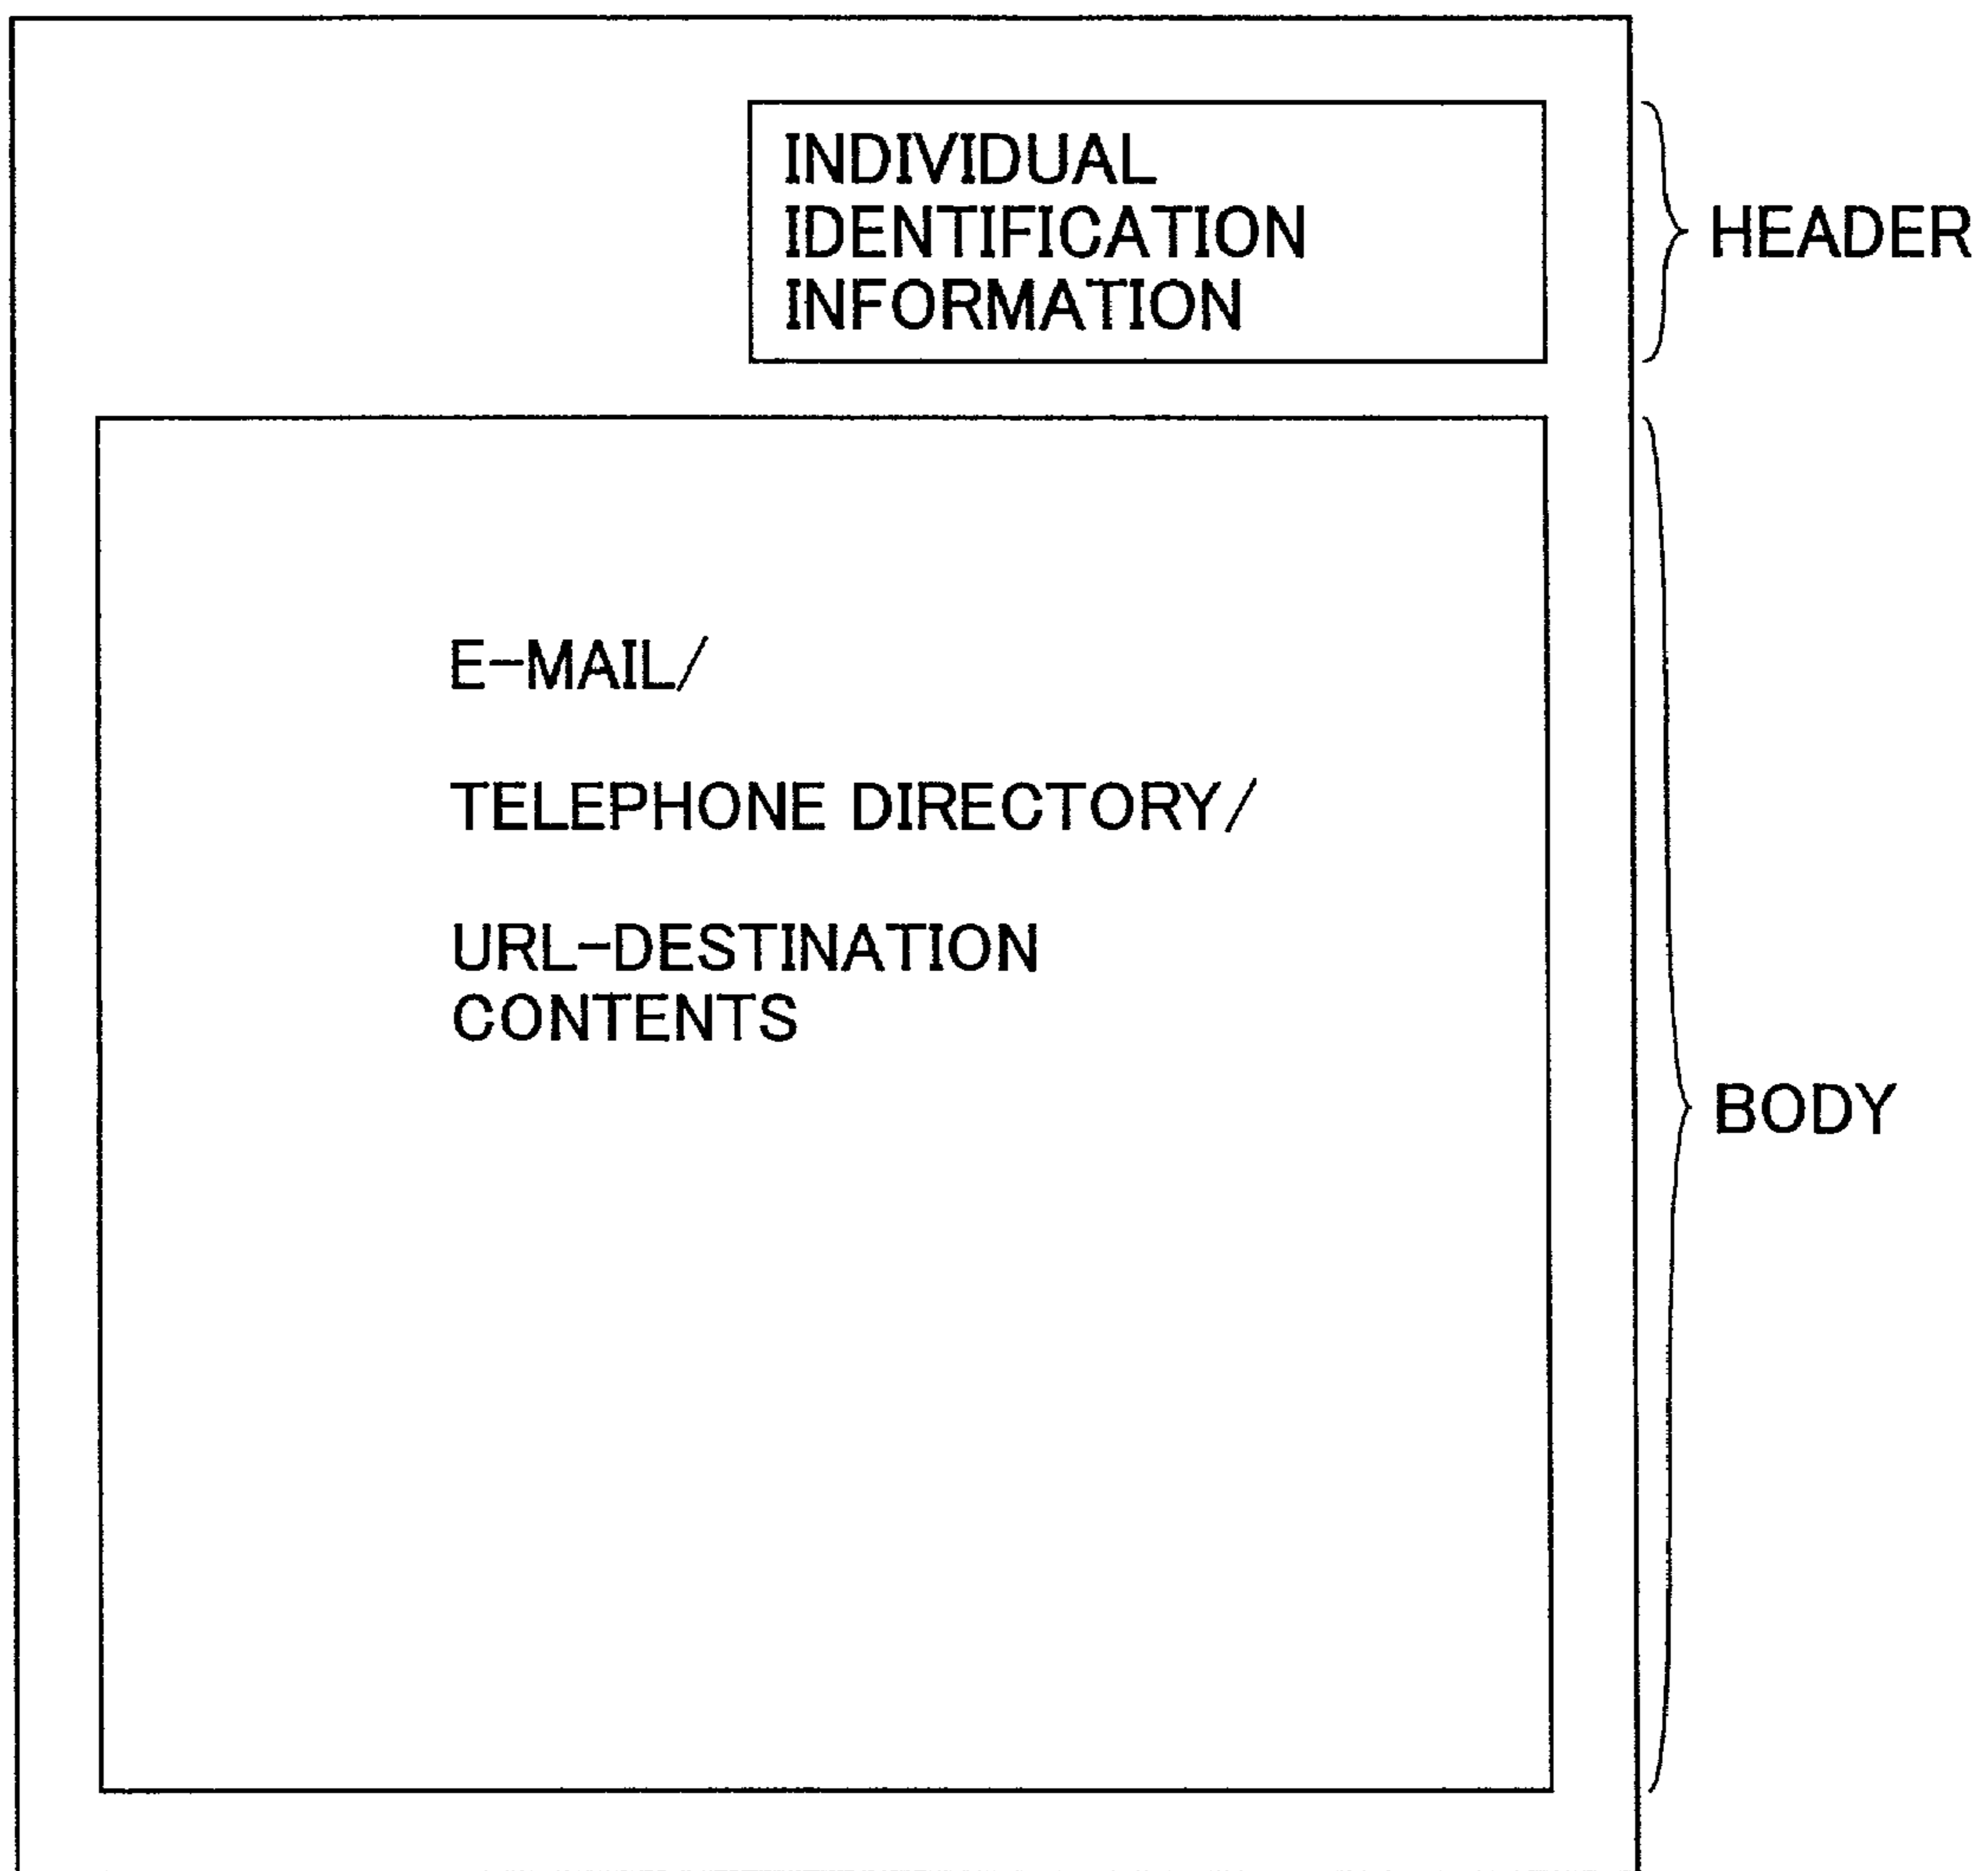 INDIVIDUAL
IDENTIFICATION
INFORMATION
HEADER
E-MAIL/
TELEPHONE DIRECTORY/
URL-DESTINATION
CONTENTS
BODY